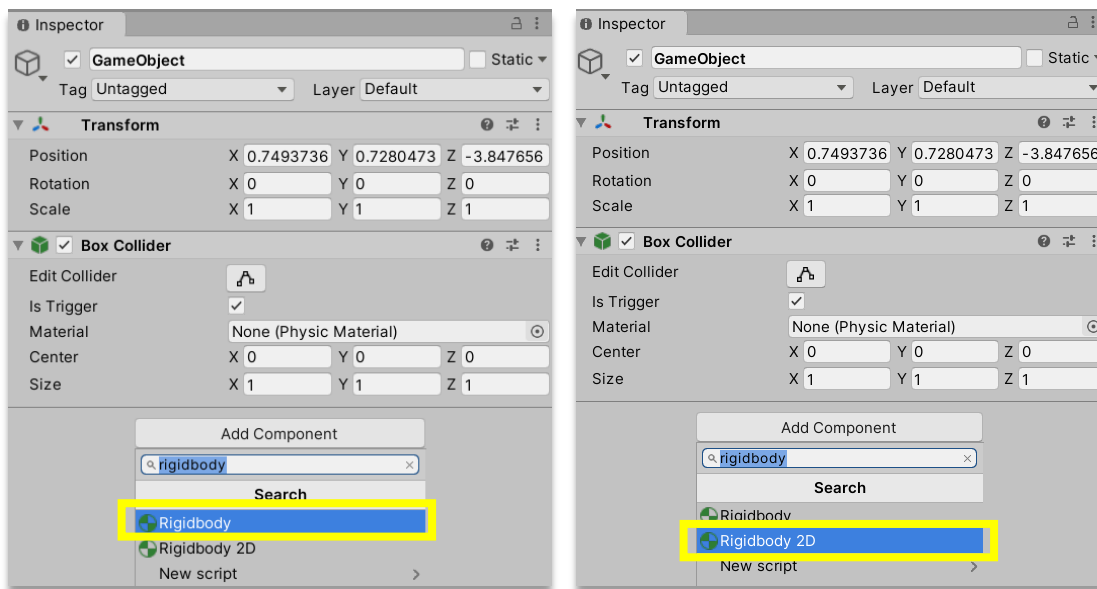 Inspector
GameObject Static
Tag Untagged Layer Default
Transform
Position X 0.7493736 Y 0.7280473 Z -3.847656
Rotation X 0 Y 0 Z 0
Scale X 1 Y 1 Z 1
Box Collider
Edit Collider
Is Trigger
Material None (Physic Material)
Center X 0 Y 0 Z 0
Size X 1 Y 1 Z 1
Add Component
rigidbody
Search
Rigidbody
Rigidbody 2D
New script
Inspector
GameObject Static
Tag Untagged Layer Default
Transform
Position X 0.7493736 Y 0.7280473 Z -3.847656
Rotation X 0 Y 0 Z 0
Scale X 1 Y 1 Z 1
Box Collider
Edit Collider
Is Trigger
Material None (Physic Material)
Center X 0 Y 0 Z 0
Size X 1 Y 1 Z 1
Add Component
rigidbody
Search
Rigidbody
Rigidbody 2D
New script